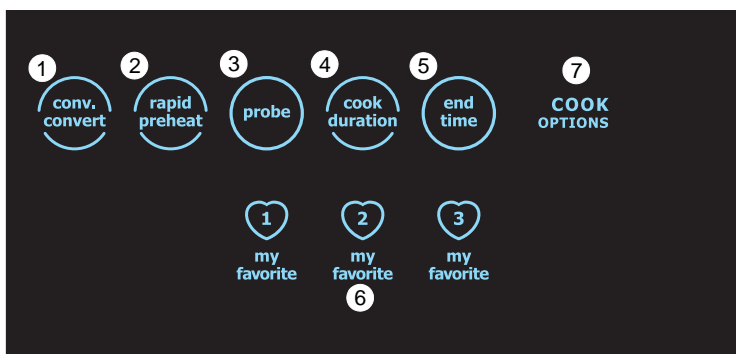 1 2 3 4 5 7
conv. convert
rapid preheat
probe
cook duration
end time
COOK
OPTIONS
1 2 3
my favorite
my favorite
my favorite
6